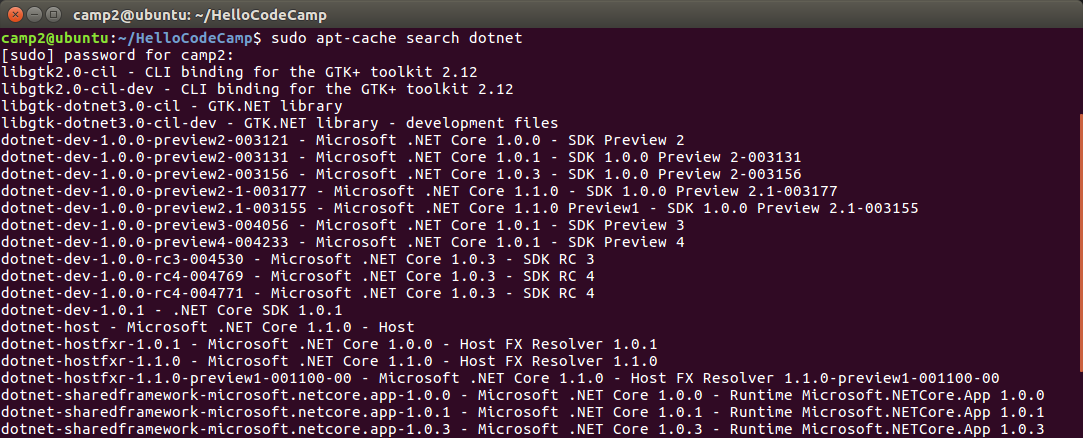 camp2@ubuntu: ~/HelloCodeCamp
camp2@ubuntu:~/HelloCodeCamp$ sudo apt-cache search dotnet
[sudo] password for camp2:
libgtk2.0-cil - CLI binding for the GTK+ toolkit 2.12
libgtk2.0-cil-dev - CLI binding for the GTK+ toolkit 2.12
libgtk-dotnet3.0-cil - GTK.NET library
libgtk-dotnet3.0-cil-dev - GTK.NET library - development files
dotnet-dev-1.0.0-preview2-003121 - Microsoft .NET Core 1.0.0 - SDK Preview 2
dotnet-dev-1.0.0-preview2-003131 - Microsoft .NET Core 1.0.1 - SDK 1.0.0 Preview 2-003131
dotnet-dev-1.0.0-preview2-003156 - Microsoft .NET Core 1.0.3 - SDK 1.0.0 Preview 2-003156
dotnet-dev-1.0.0-preview2-1-003177 - Microsoft .NET Core 1.1.0 - SDK 1.0.0 Preview 2.1-003177
dotnet-dev-1.0.0-preview2.1-003155 - Microsoft .NET Core 1.1.0 Preview1 - SDK 1.0.0 Preview 2.1-003155
dotnet-dev-1.0.0-preview3-004056 - Microsoft .NET Core 1.0.1 - SDK Preview 3
dotnet-dev-1.0.0-preview4-004233 - Microsoft .NET Core 1.0.1 - SDK Preview 4
dotnet-dev-1.0.0-rc3-004530 - Microsoft .NET Core 1.0.3 - SDK RC 3
dotnet-dev-1.0.0-rc4-004769 - Microsoft .NET Core 1.0.3 - SDK RC 4
dotnet-dev-1.0.0-rc4-004771 - Microsoft .NET Core 1.0.3 - SDK RC 4
dotnet-dev-1.0.1 - .NET Core SDK 1.0.1
dotnet-host - Microsoft .NET Core 1.1.0 - Host
dotnet-hostfxr-1.0.1 - Microsoft .NET Core 1.0.0 - Host FX Resolver 1.0.1
dotnet-hostfxr-1.1.0 - Microsoft .NET Core 1.1.0 - Host FX Resolver 1.1.0
dotnet-hostfxr-1.1.0-preview1-001100-00 - Microsoft .NET Core 1.1.0 - Host FX Resolver 1.1.0-preview1-001100-00
dotnet-sharedframework-microsoft.netcore.app-1.0.0 - Microsoft .NET Core 1.0.0 - Runtime Microsoft.NETCore.App 1.0.0
dotnet-sharedframework-microsoft.netcore.app-1.0.1 - Microsoft .NET Core 1.0.1 - Runtime Microsoft.NETCore.App 1.0.1
dotnet-sharedframework-microsoft.netcore.app-1.0.3 - Microsoft .NET Core 1.0.3 - Runtime Microsoft.NETCore.App 1.0.3